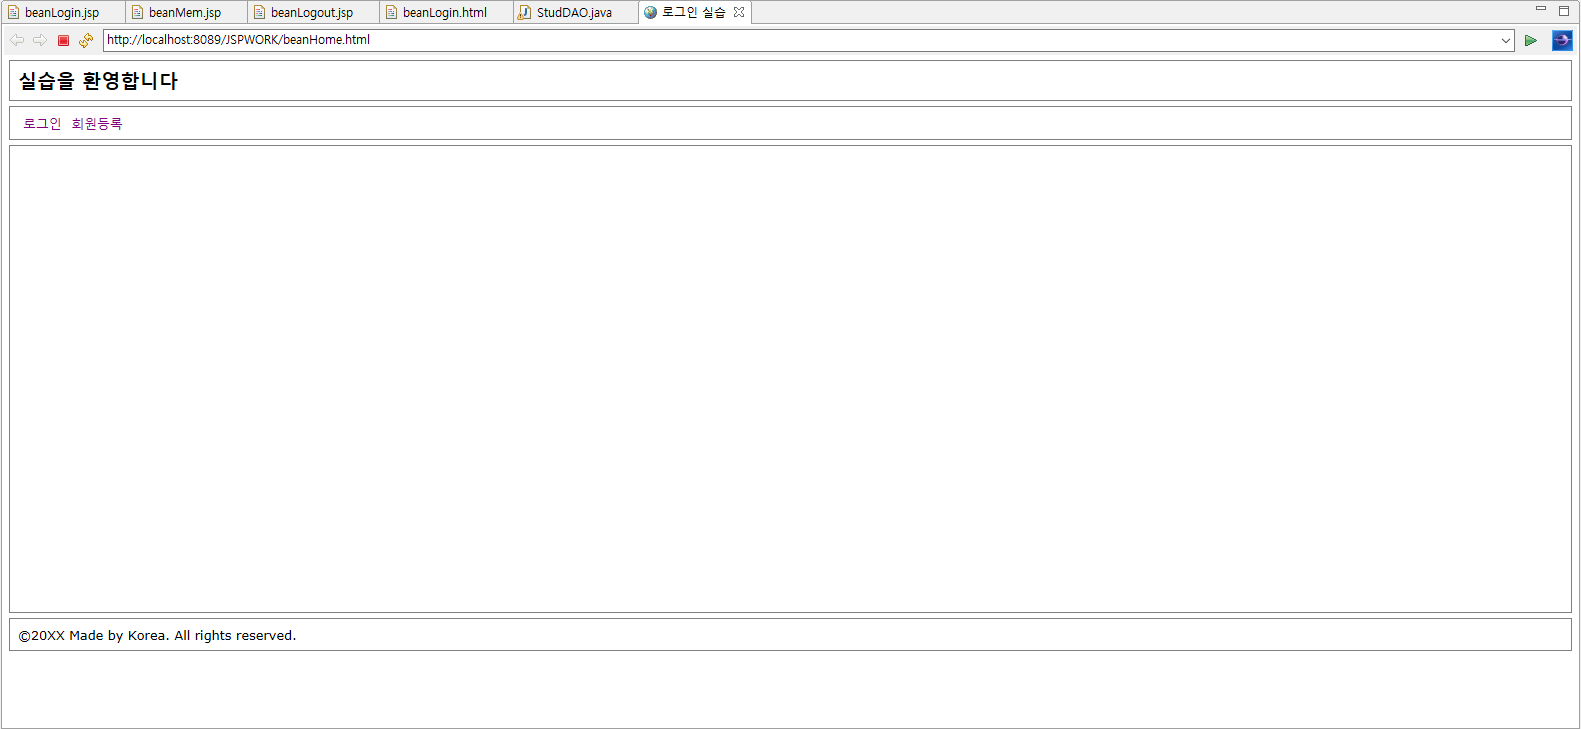 beanLogin.jsp beanMem.jsp beanLogout.jsp beanLogin.html StudDAO.java 로그인 실습
http://localhost:8089/JSPWORK/beanHome.html
실습을 환영합니다
로그인 회원등록
©20XX Made by Korea. All rights reserved.